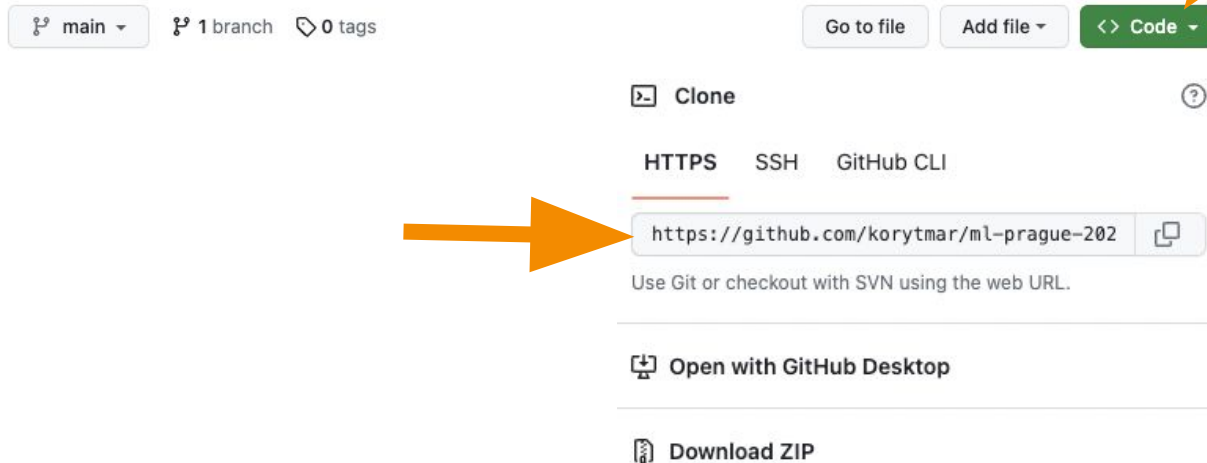 main 1 branch 0 tags Go to file Add file <> Code
Clone
HTTPS SSH GitHub CLI
https://github.com/korytmar/ml-prague-202
Use Git or checkout with SVN using the web URL.
Open with GitHub Desktop
Download ZIP